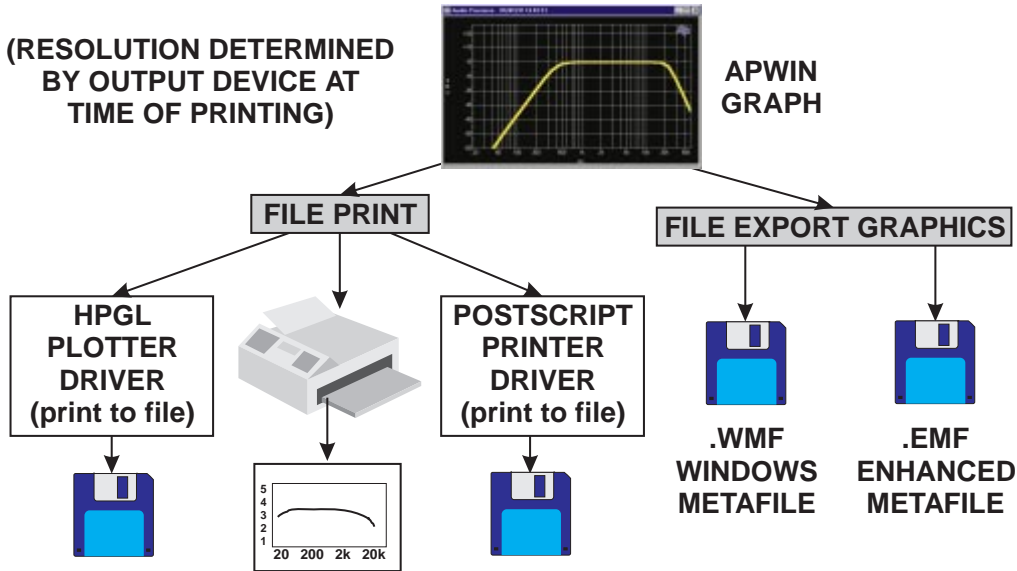 (RESOLUTION DETERMINED
BY OUTPUT DEVICE AT
TIME OF PRINTING)
APWIN
GRAPH
FILE PRINT
FILE EXPORT GRAPHICS
HPGL
PLOTTER
DRIVER
(print to file)
POSTSCRIPT
PRINTER
DRIVER
(print to file)
.WMF
WINDOWS
METAFILE
.EMF
ENHANCED
METAFILE
5
4
3
2
1
20 200 2k 20k